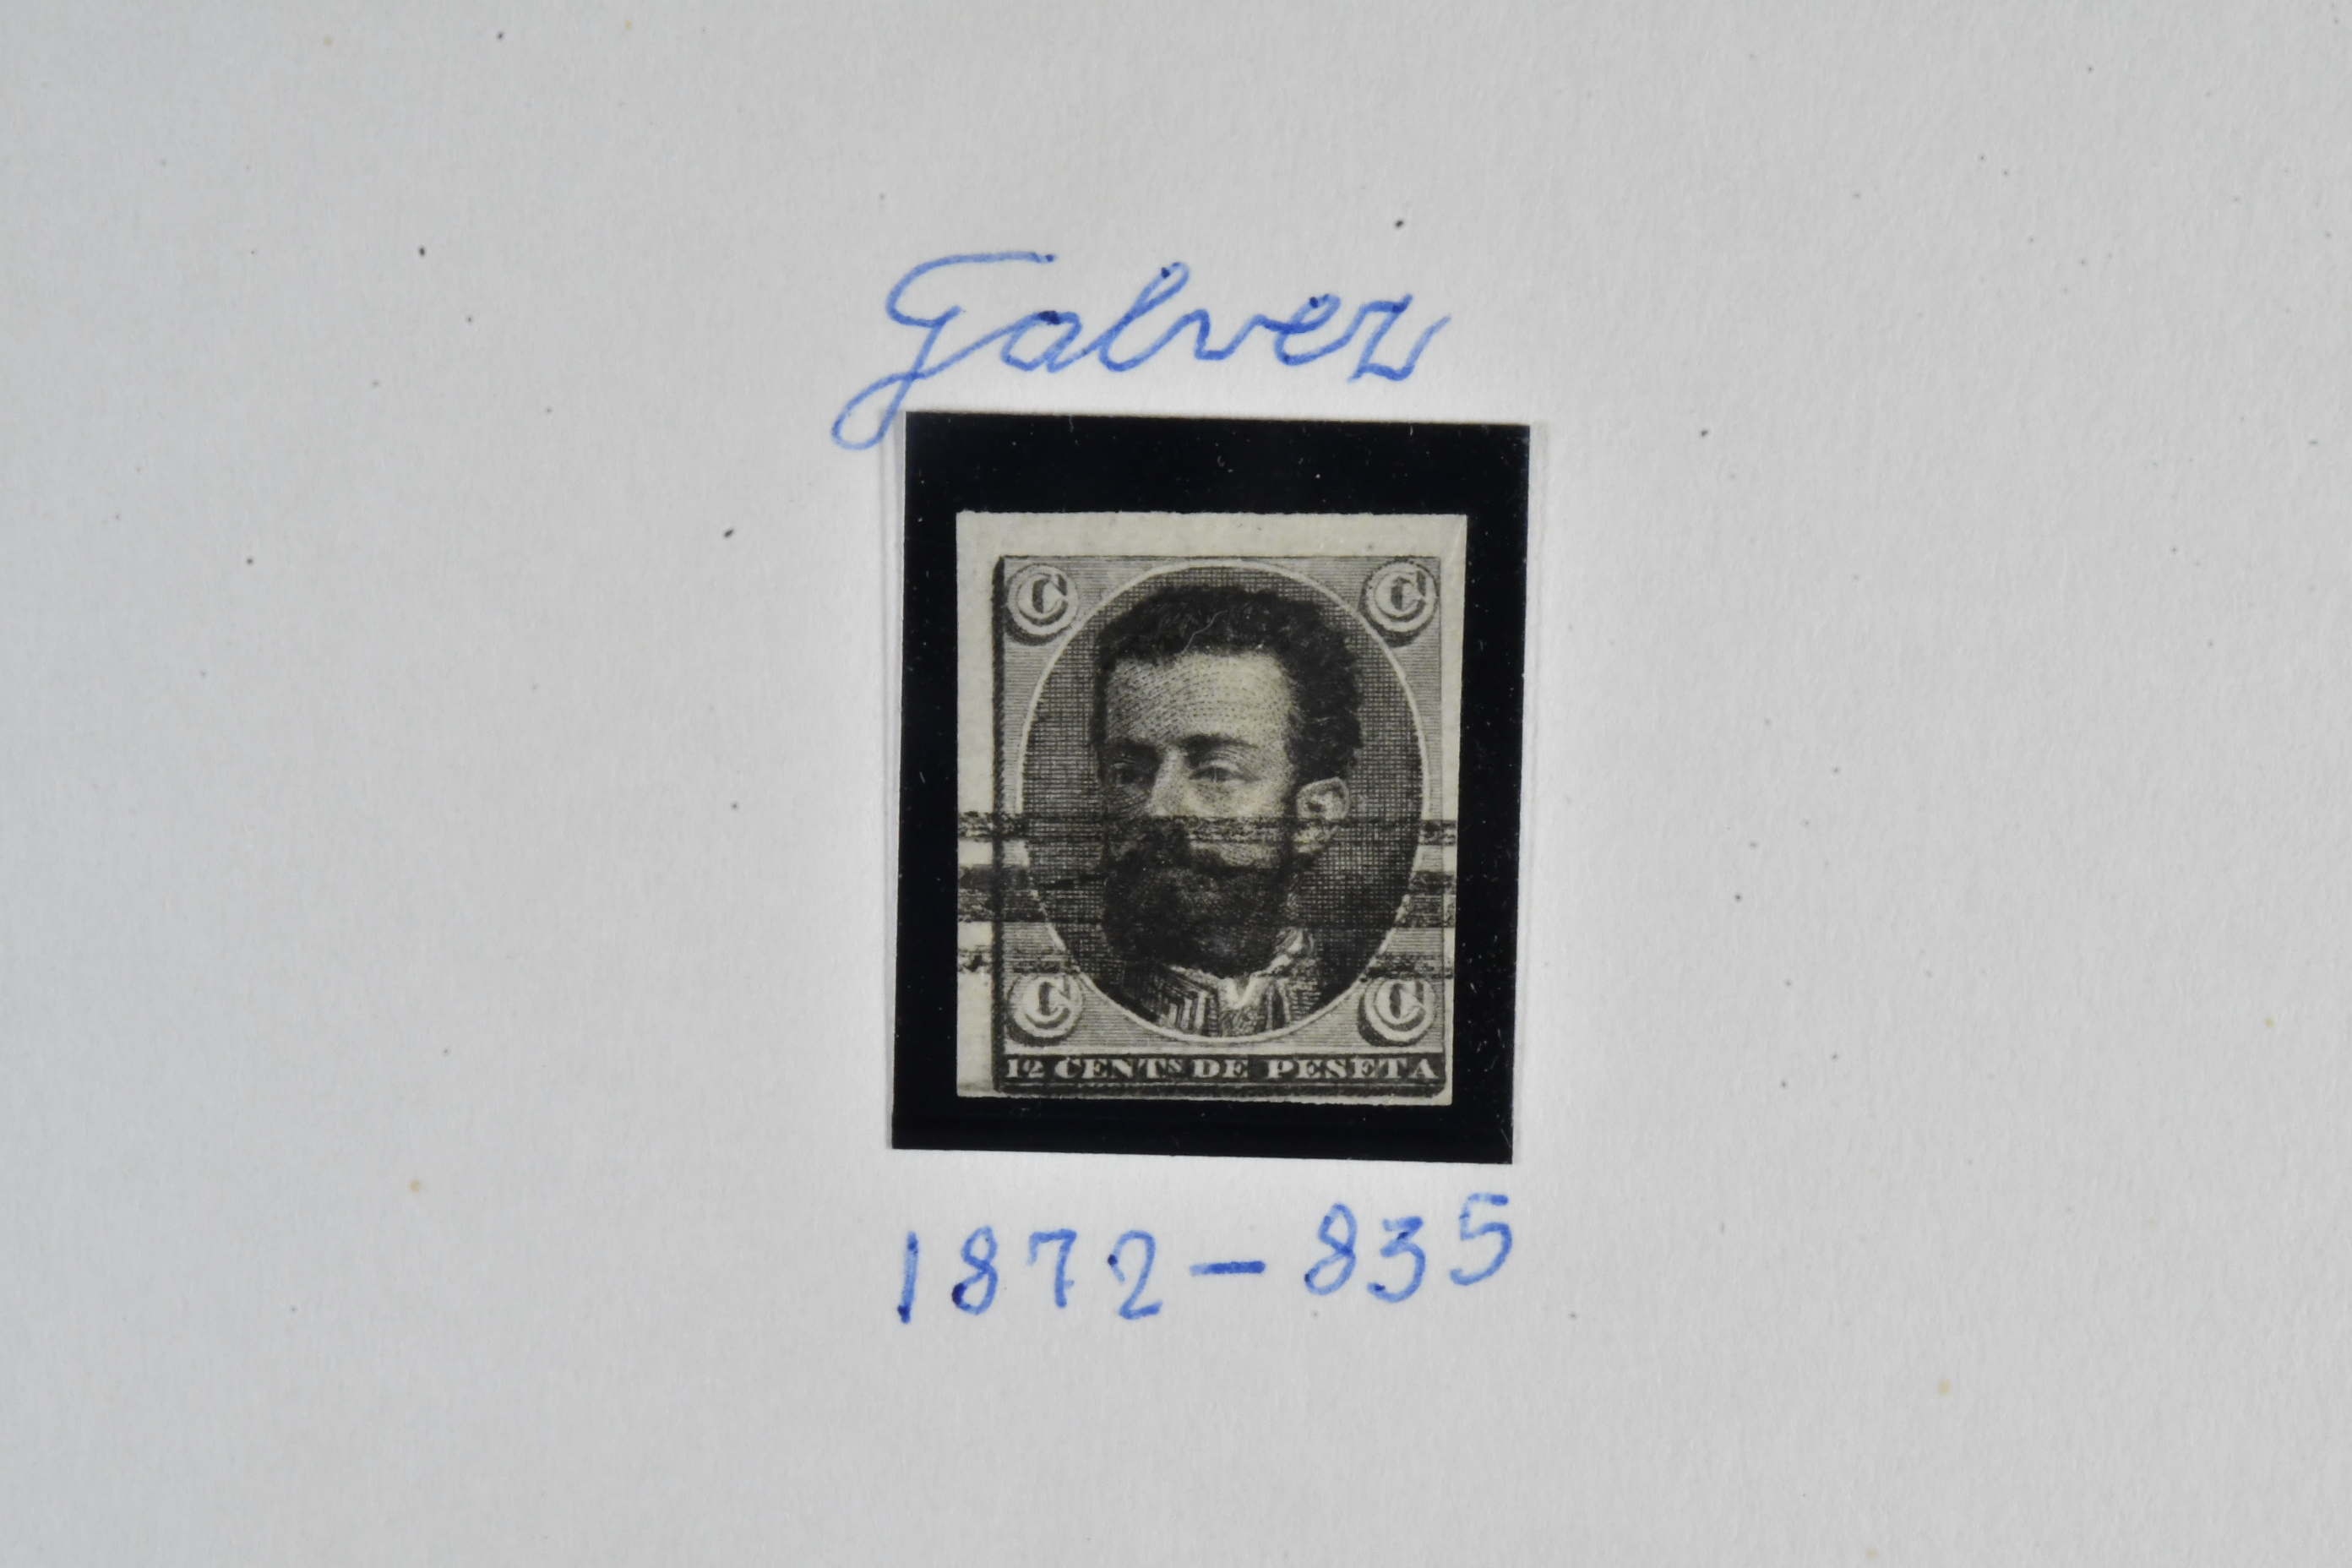 Galvez
C C
C C
12 CENTS DE PESETA
1872-835